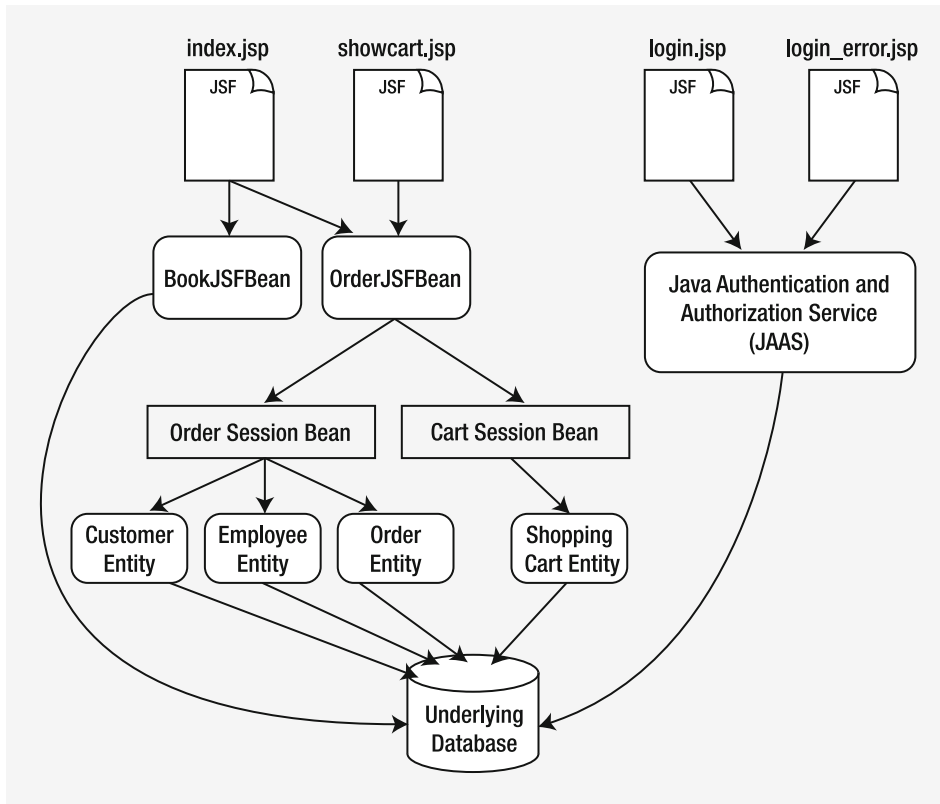 index.jsp
showcart.jsp
login.jsp
login_error.jsp
JSF
JSF
JSF
JSF
BookJSFBean
OrderJSFBean
Java Authentication and
Authorization Service
(JAAS)
Order Session Bean
Cart Session Bean
Customer
Entity
Employee
Entity
Order
Entity
Shopping
Cart Entity
Underlying
Database